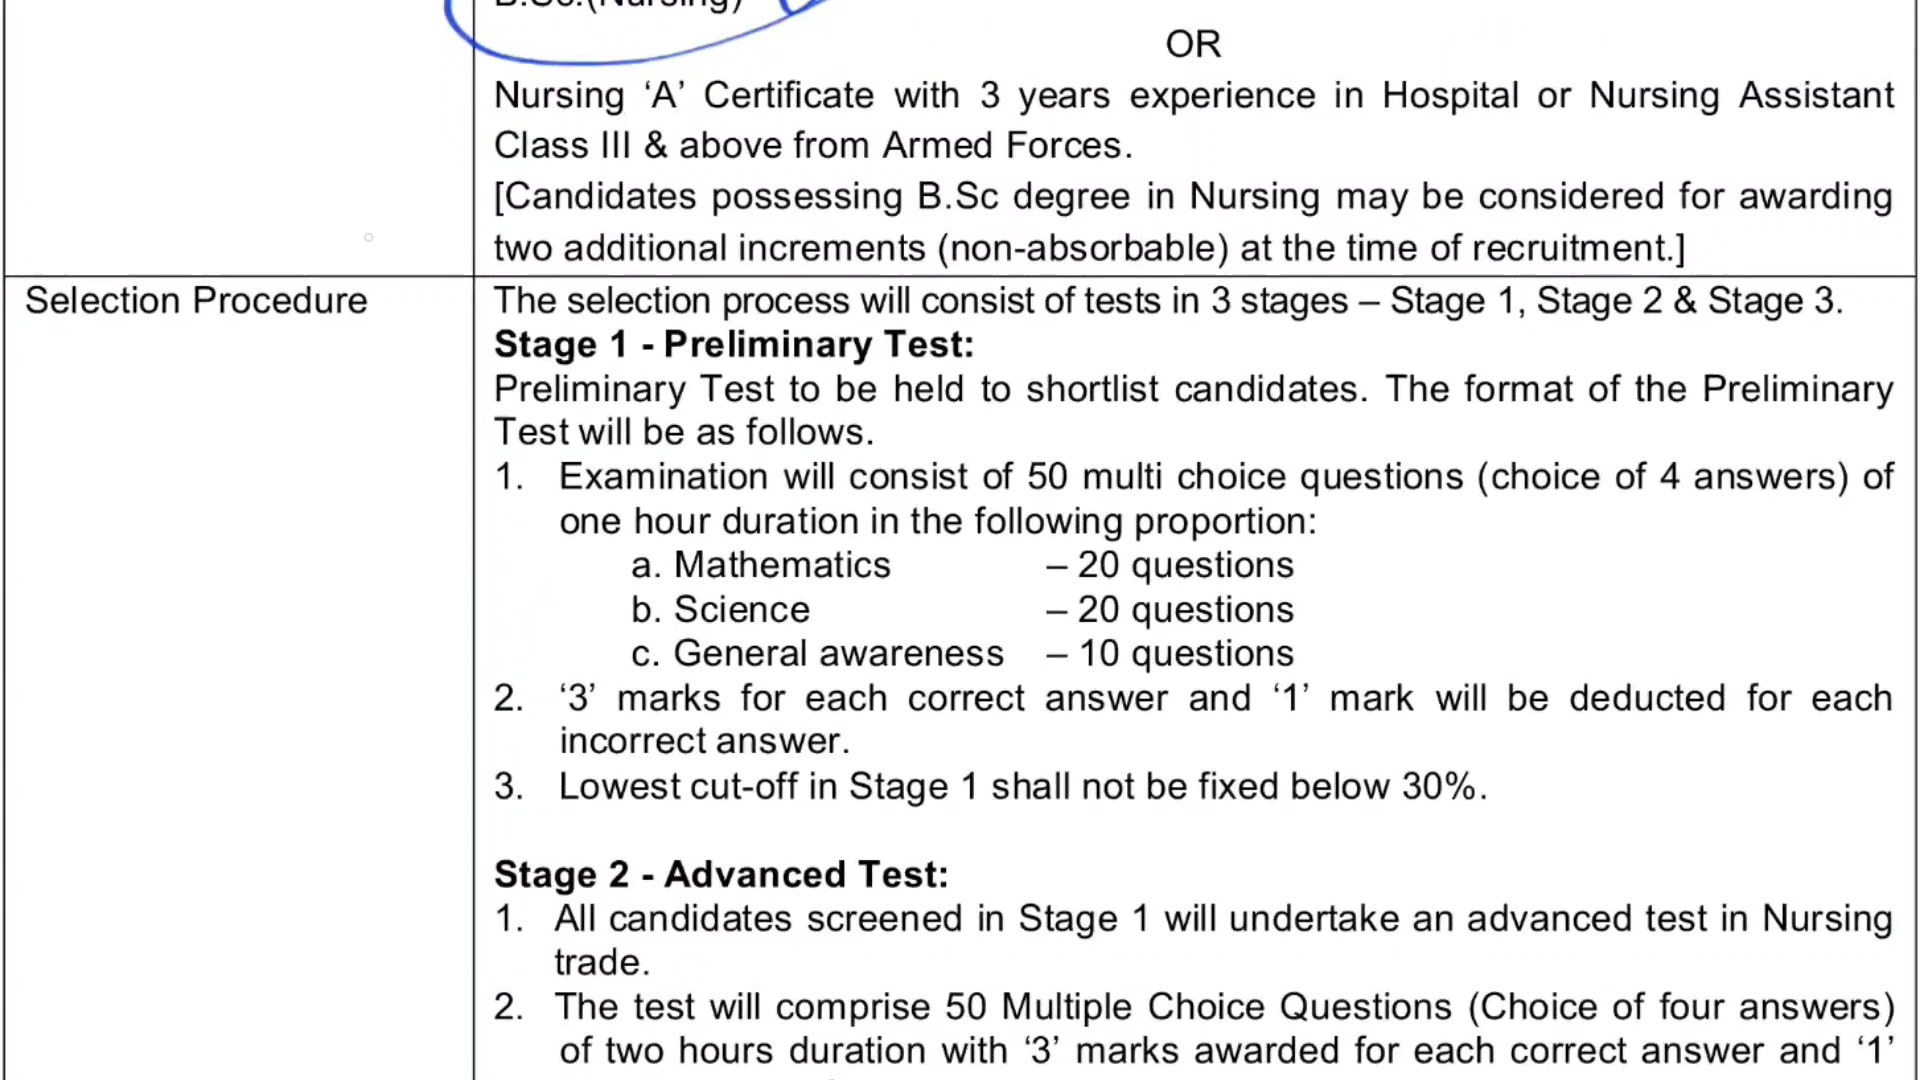 B.Sc.(Nursing)
OR
Nursing ‘A’ Certificate with 3 years experience in Hospital or Nursing Assistant
Class III & above from Armed Forces.
[Candidates possessing B.Sc degree in Nursing may be considered for awarding
two additional increments (non-absorbable) at the time of recruitment.]
Selection Procedure
The selection process will consist of tests in 3 stages – Stage 1, Stage 2 & Stage 3.
Stage 1 - Preliminary Test:
Preliminary Test to be held to shortlist candidates. The format of the Preliminary
Test will be as follows.
1. Examination will consist of 50 multi choice questions (choice of 4 answers) of
one hour duration in the following proportion:
a. Mathematics – 20 questions
b. Science – 20 questions
c. General awareness – 10 questions
2. ‘3’ marks for each correct answer and ‘1’ mark will be deducted for each
incorrect answer.
3. Lowest cut-off in Stage 1 shall not be fixed below 30%.
Stage 2 - Advanced Test:
1. All candidates screened in Stage 1 will undertake an advanced test in Nursing
trade.
2. The test will comprise 50 Multiple Choice Questions (Choice of four answers)
of two hours duration with ‘3’ marks awarded for each correct answer and ‘1’